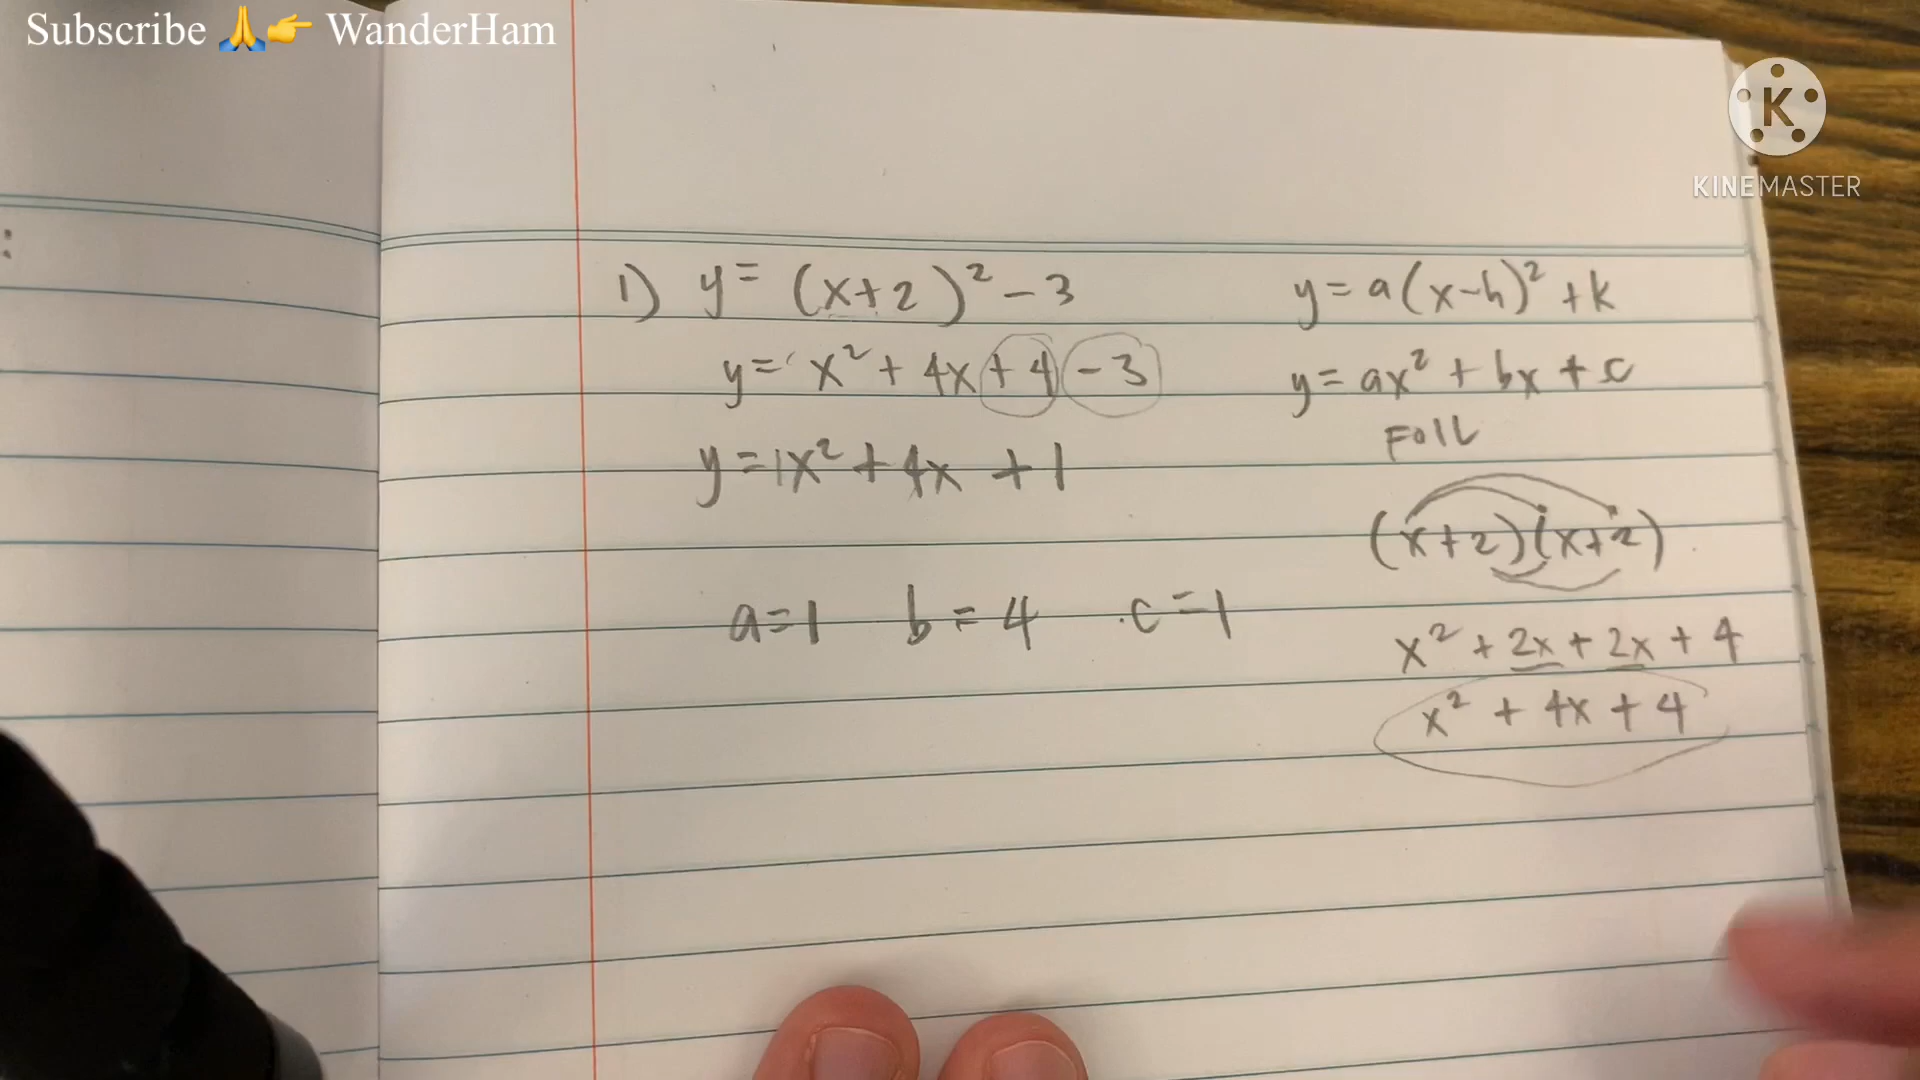 Subscribe 🙏👉 WanderHam
K
KINEMASTER
:
1) y = (x+2)² - 3
y = x² + 4x + 4 - 3
y = 1x² + 4x + 1
a = 1 b = 4 c = 1
y = a(x-h)² + k
y = ax² + bx + c
FOIL
(x+2)(x+2)
x² + 2x + 2x + 4
x² + 4x + 4